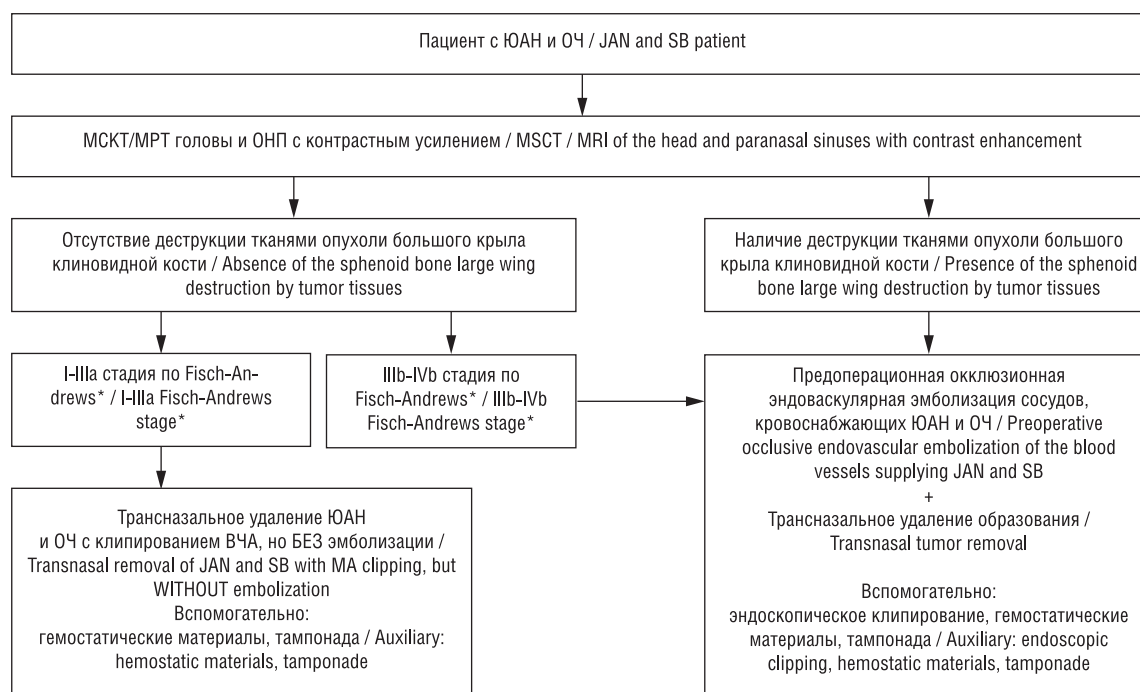 Пациент с ЮАН и ОЧ / JAN and SB patient
МСКТ/МРТ головы и ОНП с контрастным усилением / MSCT / MRI of the head and paranasal sinuses with contrast enhancement
Отсутствие деструкции тканями опухоли большого крыла
клиновидной кости / Absence of the sphenoid bone large wing
destruction by tumor tissues
Наличие деструкции тканями опухоли большого
крыла клиновидной кости / Presence of the sphenoid
bone large wing destruction by tumor tissues
I-IIIa стадия по Fisch-An-
drews* / I-IIIa Fisch-Andrews
stage*
IIIb-IVb стадия по
Fisch-Andrews* / IIIb-IVb
Fisch-Andrews stage*
Предоперационная окклюзионная
эндоваскулярная эмболизация сосудов,
кровоснабжающих ЮАН и ОЧ / Preoperative
occlusive endovascular embolization of the blood
vessels supplying JAN and SB
+
Трансназальное удаление образования /
Transnasal tumor removal
Вспомогательно:
эндоскопическое клипирование, гемостатические
материалы, тампонада / Auxiliary: endoscopic
clipping, hemostatic materials, tamponade
Трансназальное удаление ЮАН
и ОЧ с клипированием ВЧА, но БЕЗ эмболизации /
Transnasal removal of JAN and SB with MA clipping, but
WITHOUT embolization
Вспомогательно:
гемостатические материалы, тампонада / Auxiliary:
hemostatic materials, tamponade